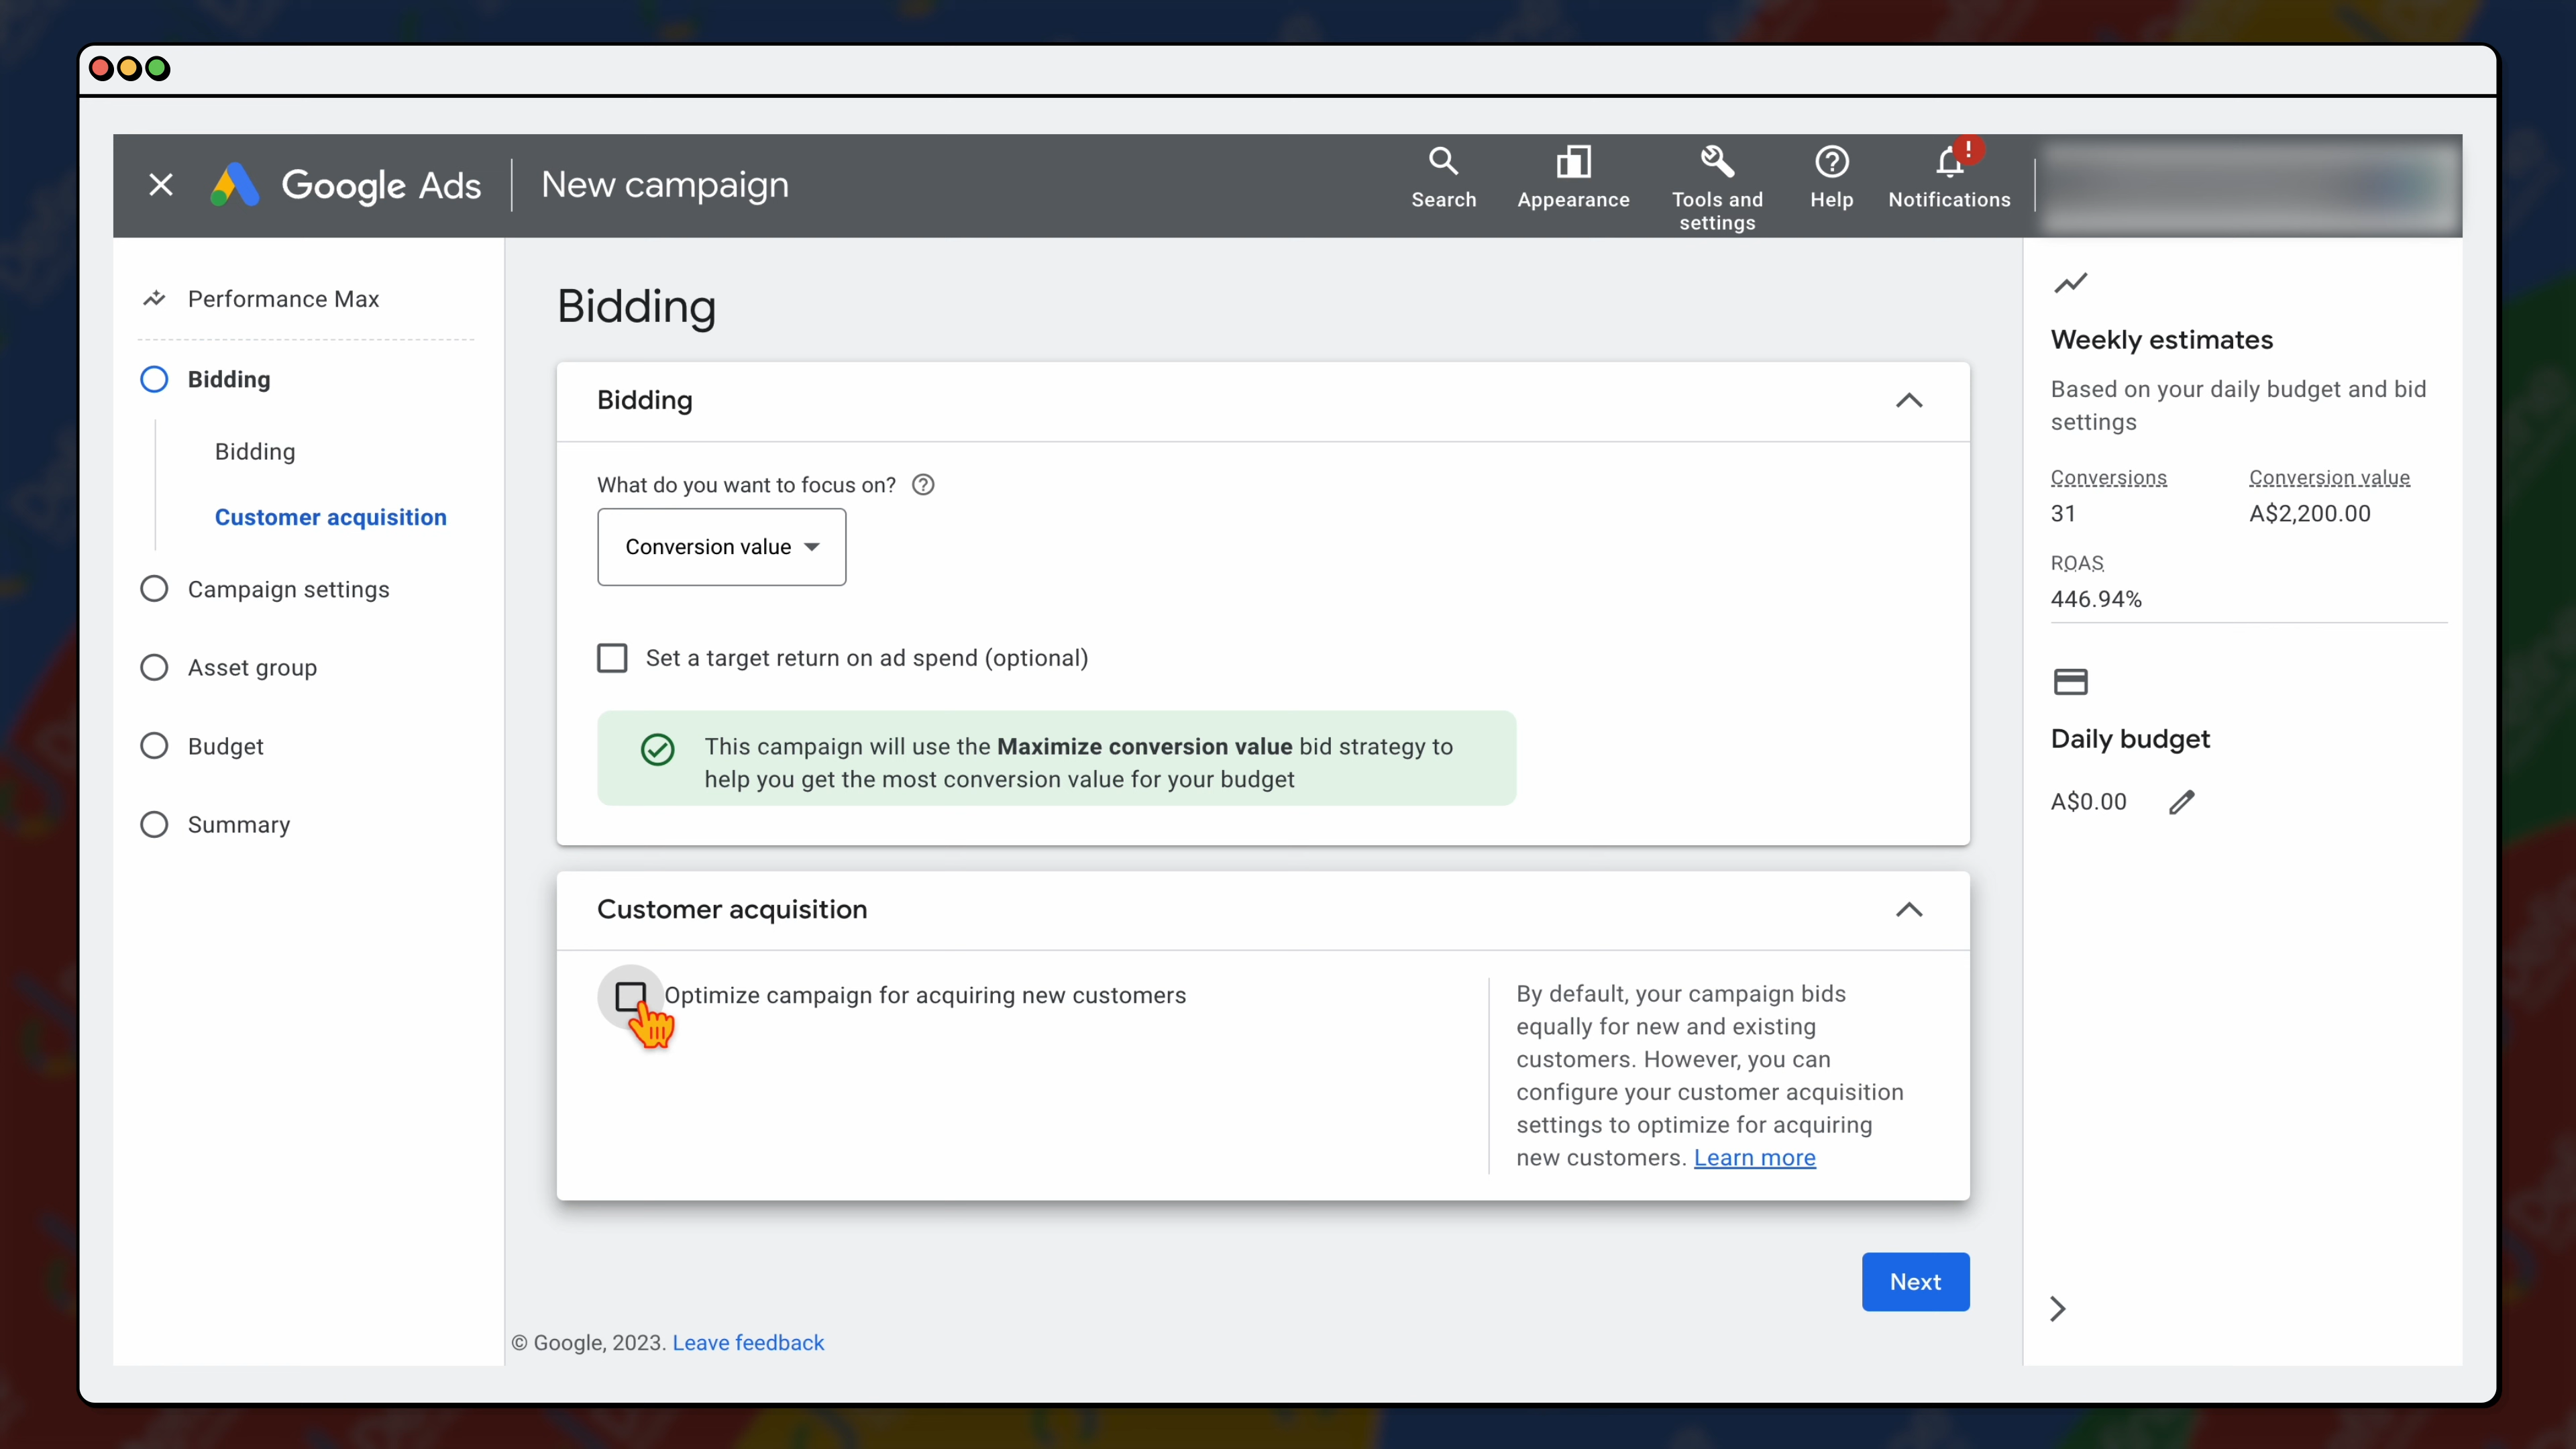 Google Ads
New campaign
Search
Appearance
Tools and
settings
Help
Notifications
!
Performance Max
Bidding
Bidding
Customer acquisition
Campaign settings
Asset group
Budget
Summary
Bidding
Bidding
What do you want to focus on?
Conversion value
Set a target return on ad spend (optional)
This campaign will use the Maximize conversion value bid strategy to
help you get the most conversion value for your budget
Customer acquisition
Optimize campaign for acquiring new customers
By default, your campaign bids
equally for new and existing
customers. However, you can
configure your customer acquisition
settings to optimize for acquiring
new customers. Learn more
Next
© Google, 2023. Leave feedback
Weekly estimates
Based on your daily budget and bid
settings
Conversions Conversion value
31 A$2,200.00
ROAS
446.94%
Daily budget
A$0.00